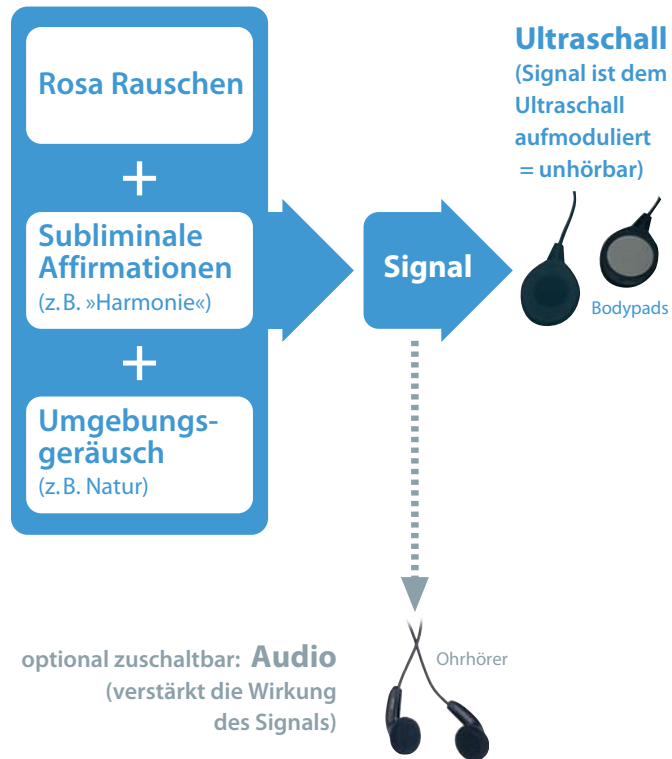 Rosa Rauschen
+
Subliminale
Affirmationen
(z. B. »Harmonie«)
+
Umgebungs-
geräusch
(z. B. Natur)
Signal
Ultraschall
(Signal ist dem
Ultraschall
aufmoduliert
= unhörbar)
Bodypads
optional zuschaltbar: Audio
(verstärkt die Wirkung
des Signals)
Ohrhörer